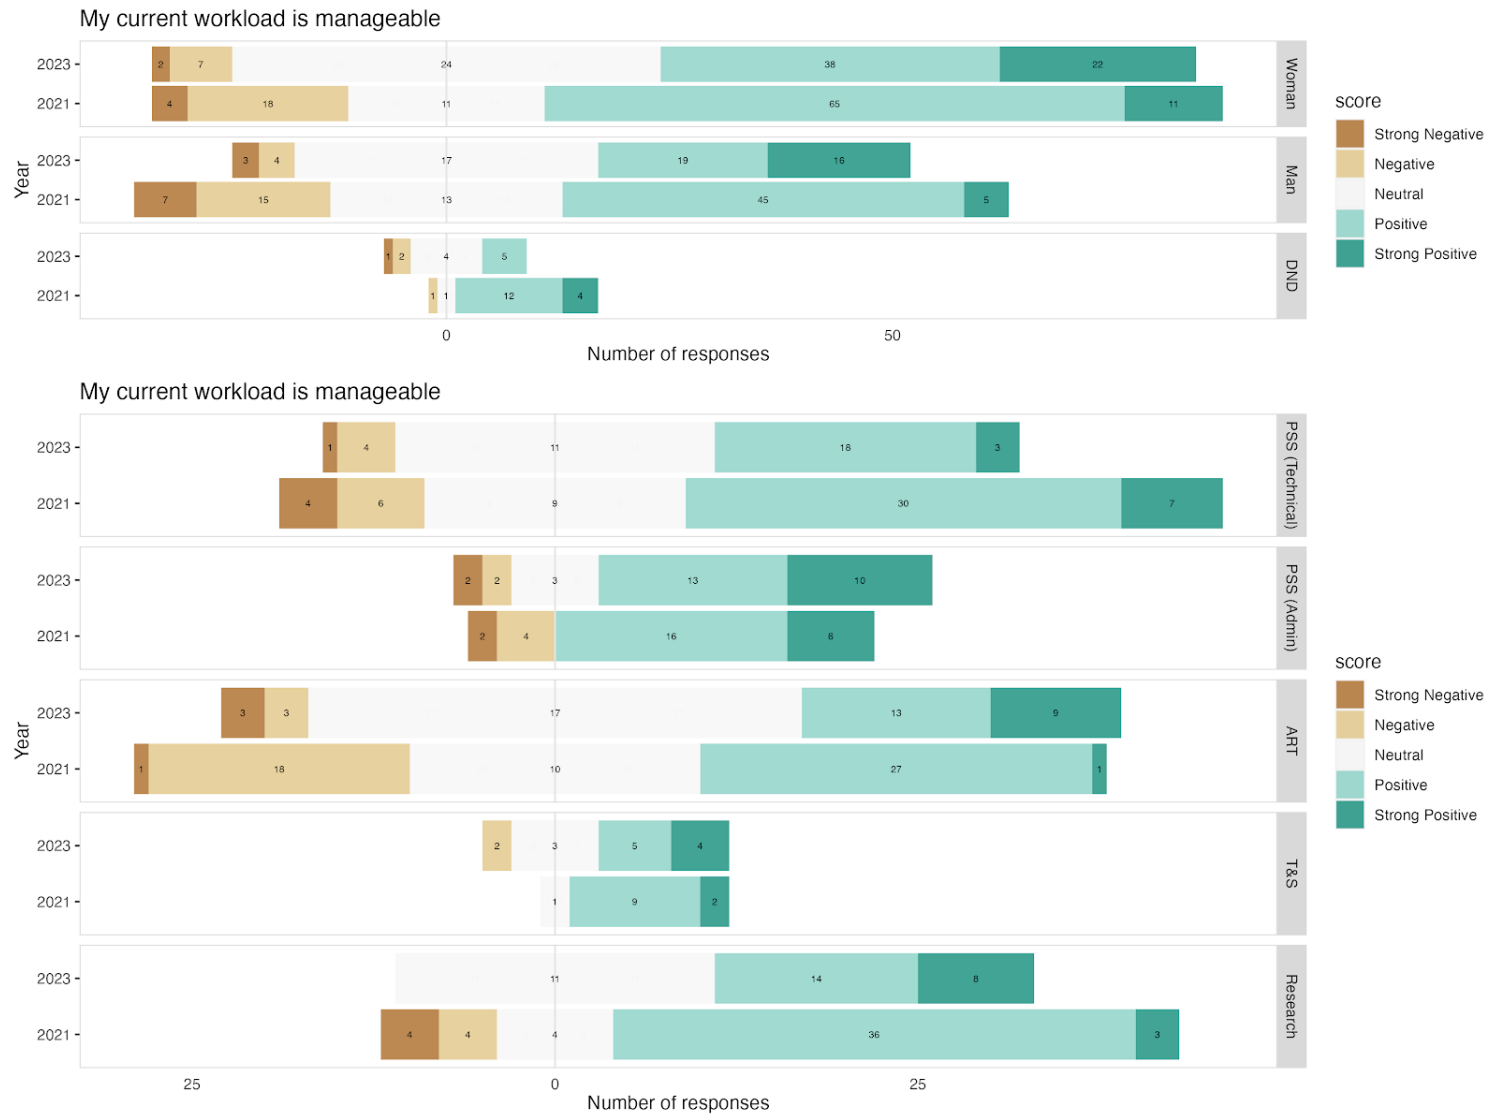 My current workload is manageable
2023
2 7 24 38 22
2021
4 18 11 65 11
Woman
2023
3 4 17 19 16
2021
7 15 13 45 5
Man
2023
1 2 4 5
2021
1 1 12 4
DND
Year
0 50
Number of responses
score
Strong Negative
Negative
Neutral
Positive
Strong Positive
My current workload is manageable
2023
1 4 11 18 3
2021
4 6 9 30 7
PSS (Technical)
2023
2 2 3 13 10
2021
2 4 16 6
PSS (Admin)
2023
3 3 17 13 9
2021
1 18 10 27 1
ART
2023
2 3 5 4
2021
1 9 2
T&S
2023
11 14 8
2021
4 4 4 36 3
Research
Year
25 0 25
Number of responses
score
Strong Negative
Negative
Neutral
Positive
Strong Positive